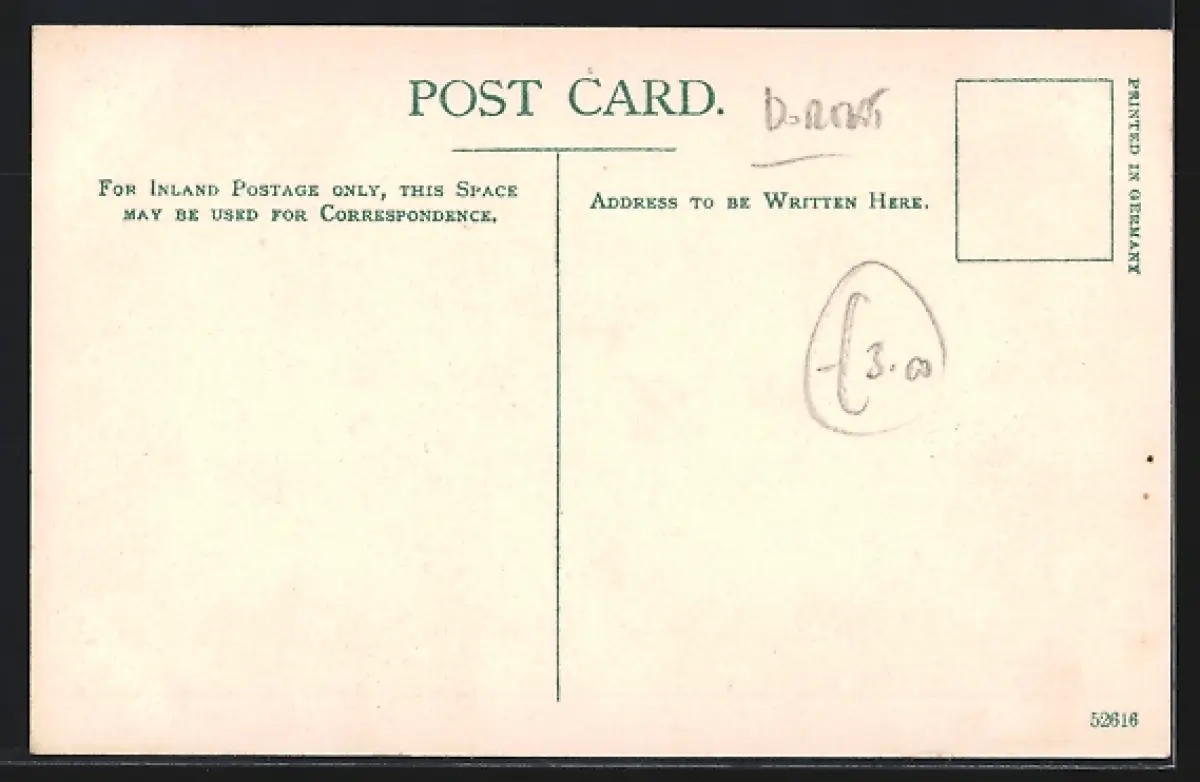 POST CARD.
FOR INLAND POSTAGE ONLY, THIS SPACE
MAY BE USED FOR CORRESPONDENCE.
ADDRESS TO BE WRITTEN HERE.
PRINTED IN GERMANY
£3.00
52616